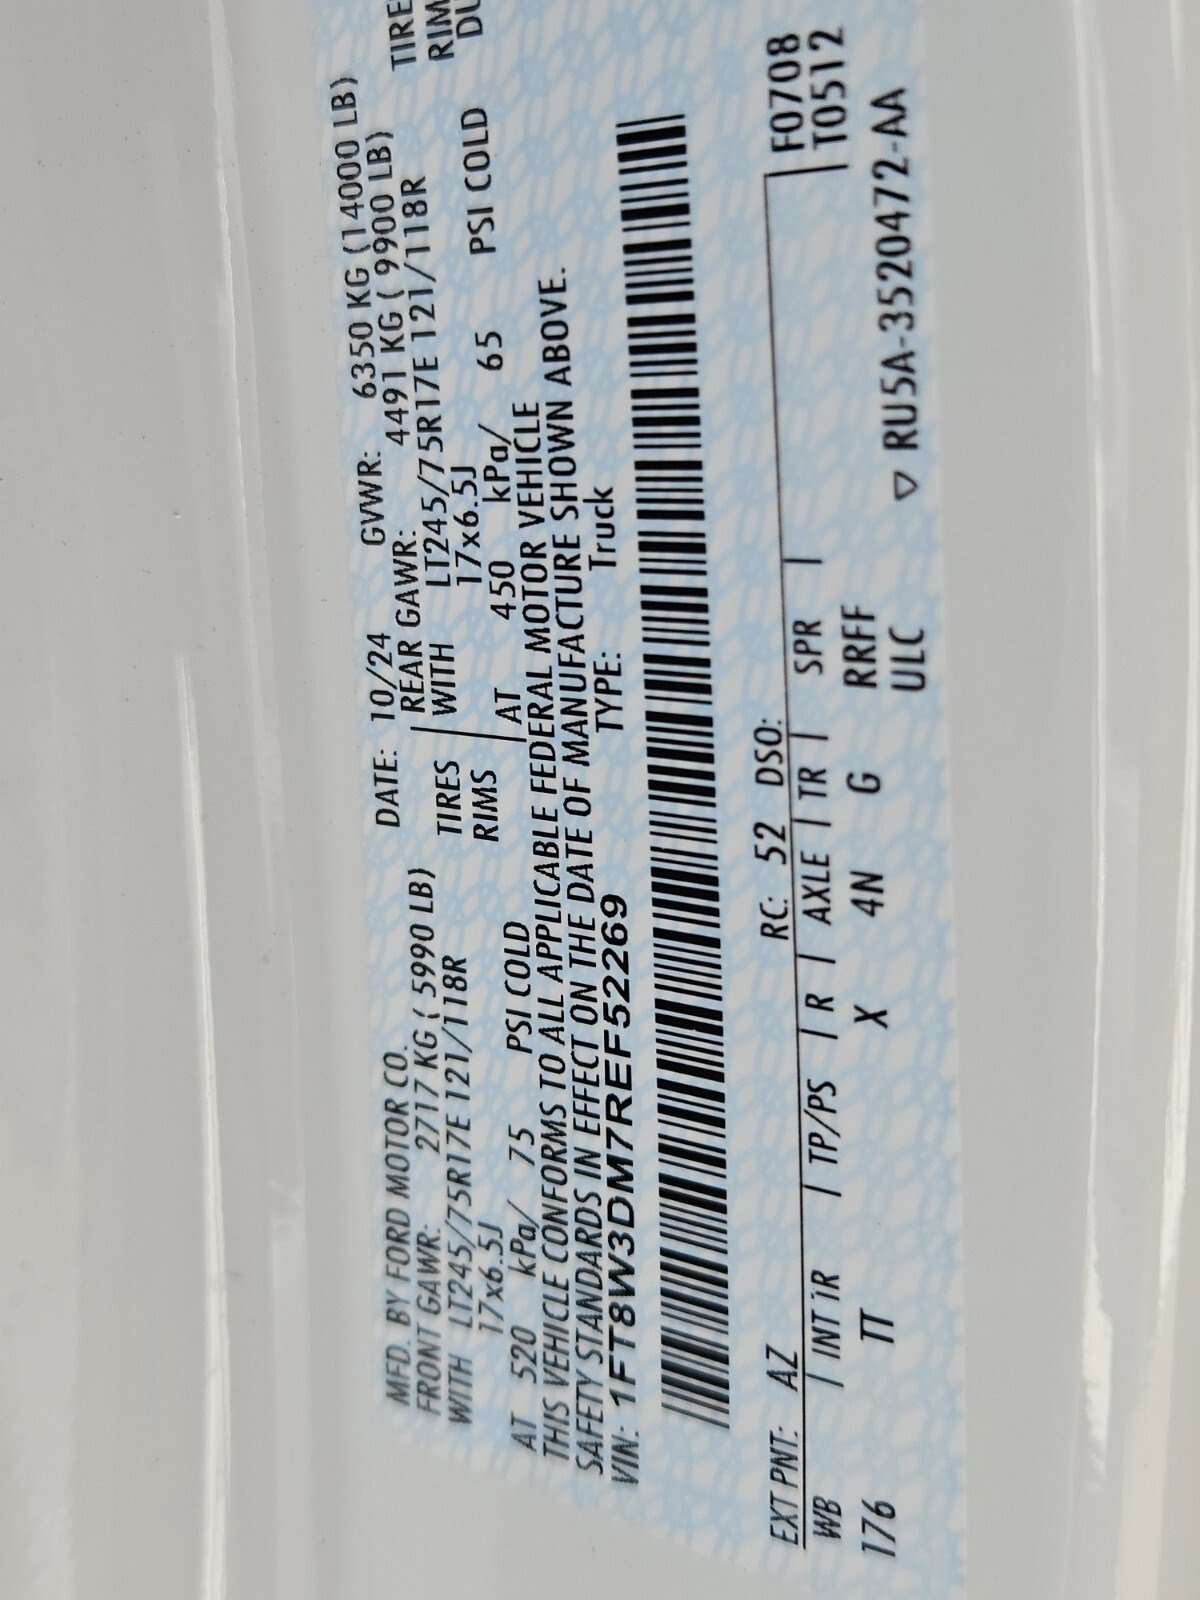 MFD. BY FORD MOTOR CO.
DATE: 10/24 GVWR: 6350 KG (14000 LB)
FRONT GAWR: 2717 KG ( 5990 LB)
REAR GAWR: 4491 KG ( 9900 LB)
WITH LT245/75R17E 121/118R TIRES
WITH LT245/75R17E 121/118R TIRE
17x6.5J RIMS
17x6.5J RIM
AT 520 kPa/ 75 PSI COLD
AT 450 kPa/ 65 PSI COLD
THIS VEHICLE CONFORMS TO ALL APPLICABLE FEDERAL MOTOR VEHICLE
SAFETY STANDARDS IN EFFECT ON THE DATE OF MANUFACTURE SHOWN ABOVE.
VIN: 1FT8W3DM7REF52269 TYPE: Truck
EXT PNT: AZ RC: 52 DSO: F0708
WB / INT TR / TP/PS / R / AXLE / TR / SPR / T0512
176 TT X 4N G RRFF
ULC ▽ RU5A-3520472-AA